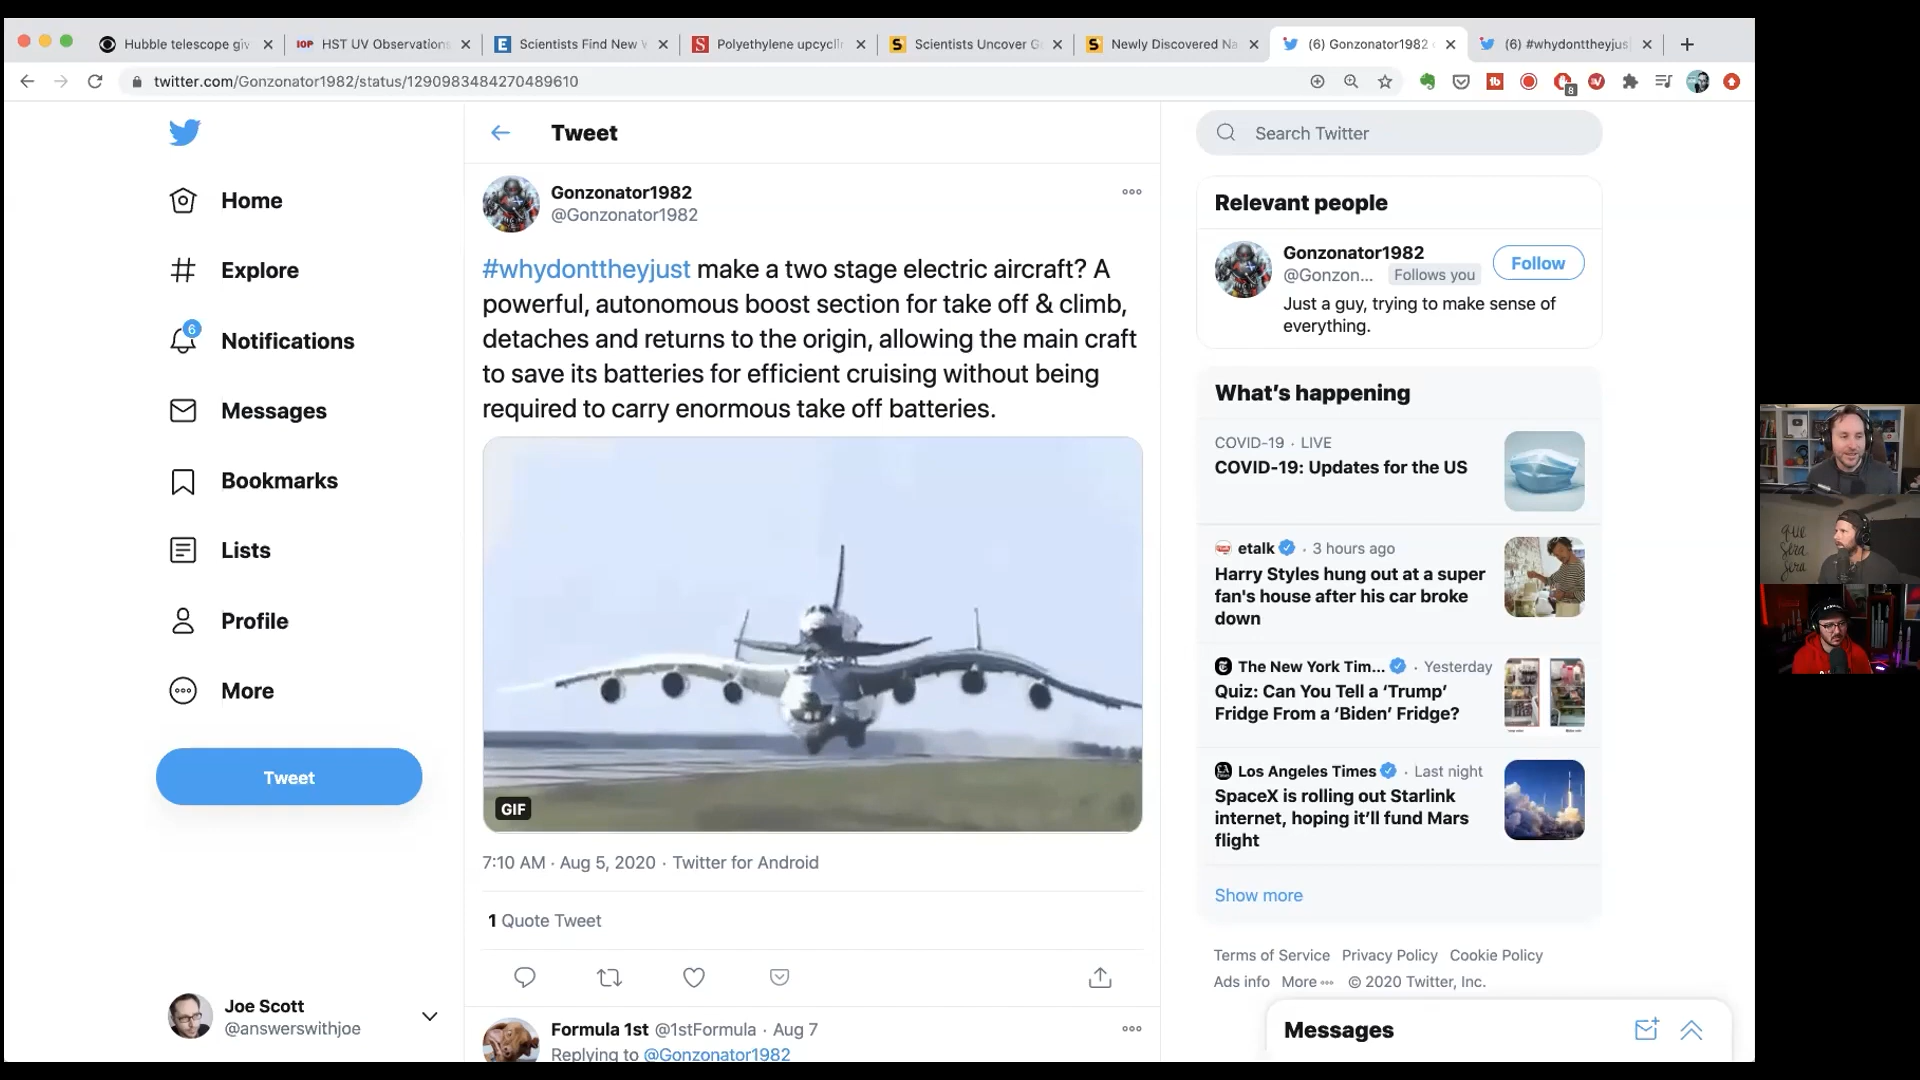 Hubble telescope giv
IOP HST UV Observations
E Scientists Find New
S Polyethylene upcycli
S Scientists Uncover G
S Newly Discovered Na
(6) Gonzonator1982
(6) #whydonttheyjus
twitter.com/Gonzonator1982/status/1290983484270489610
8
Home
Explore
6
Notifications
Messages
Bookmarks
Lists
Profile
More
Tweet
Joe Scott
@answerswithjoe
Tweet
Gonzonator1982
@Gonzonator1982
#whydonttheyjust make a two stage electric aircraft? A
powerful, autonomous boost section for take off & climb,
detaches and returns to the origin, allowing the main craft
to save its batteries for efficient cruising without being
required to carry enormous take off batteries.
GIF
7:10 AM · Aug 5, 2020 · Twitter for Android
1 Quote Tweet
Formula 1st @1stFormula · Aug 7
Replying to @Gonzonator1982
Search Twitter
Relevant people
Gonzonator1982
@Gonzon... Follows you
Follow
Just a guy, trying to make sense of
everything.
What's happening
COVID-19 · LIVE
COVID-19: Updates for the US
etalk · 3 hours ago
Harry Styles hung out at a super
fan's house after his car broke
down
The New York Tim... · Yesterday
Quiz: Can You Tell a ‘Trump’
Fridge From a ‘Biden’ Fridge?
Los Angeles Times · Last night
SpaceX is rolling out Starlink
internet, hoping it’ll fund Mars
flight
Show more
Terms of Service Privacy Policy Cookie Policy
Ads info More © 2020 Twitter, Inc.
Messages
que
sera
sera